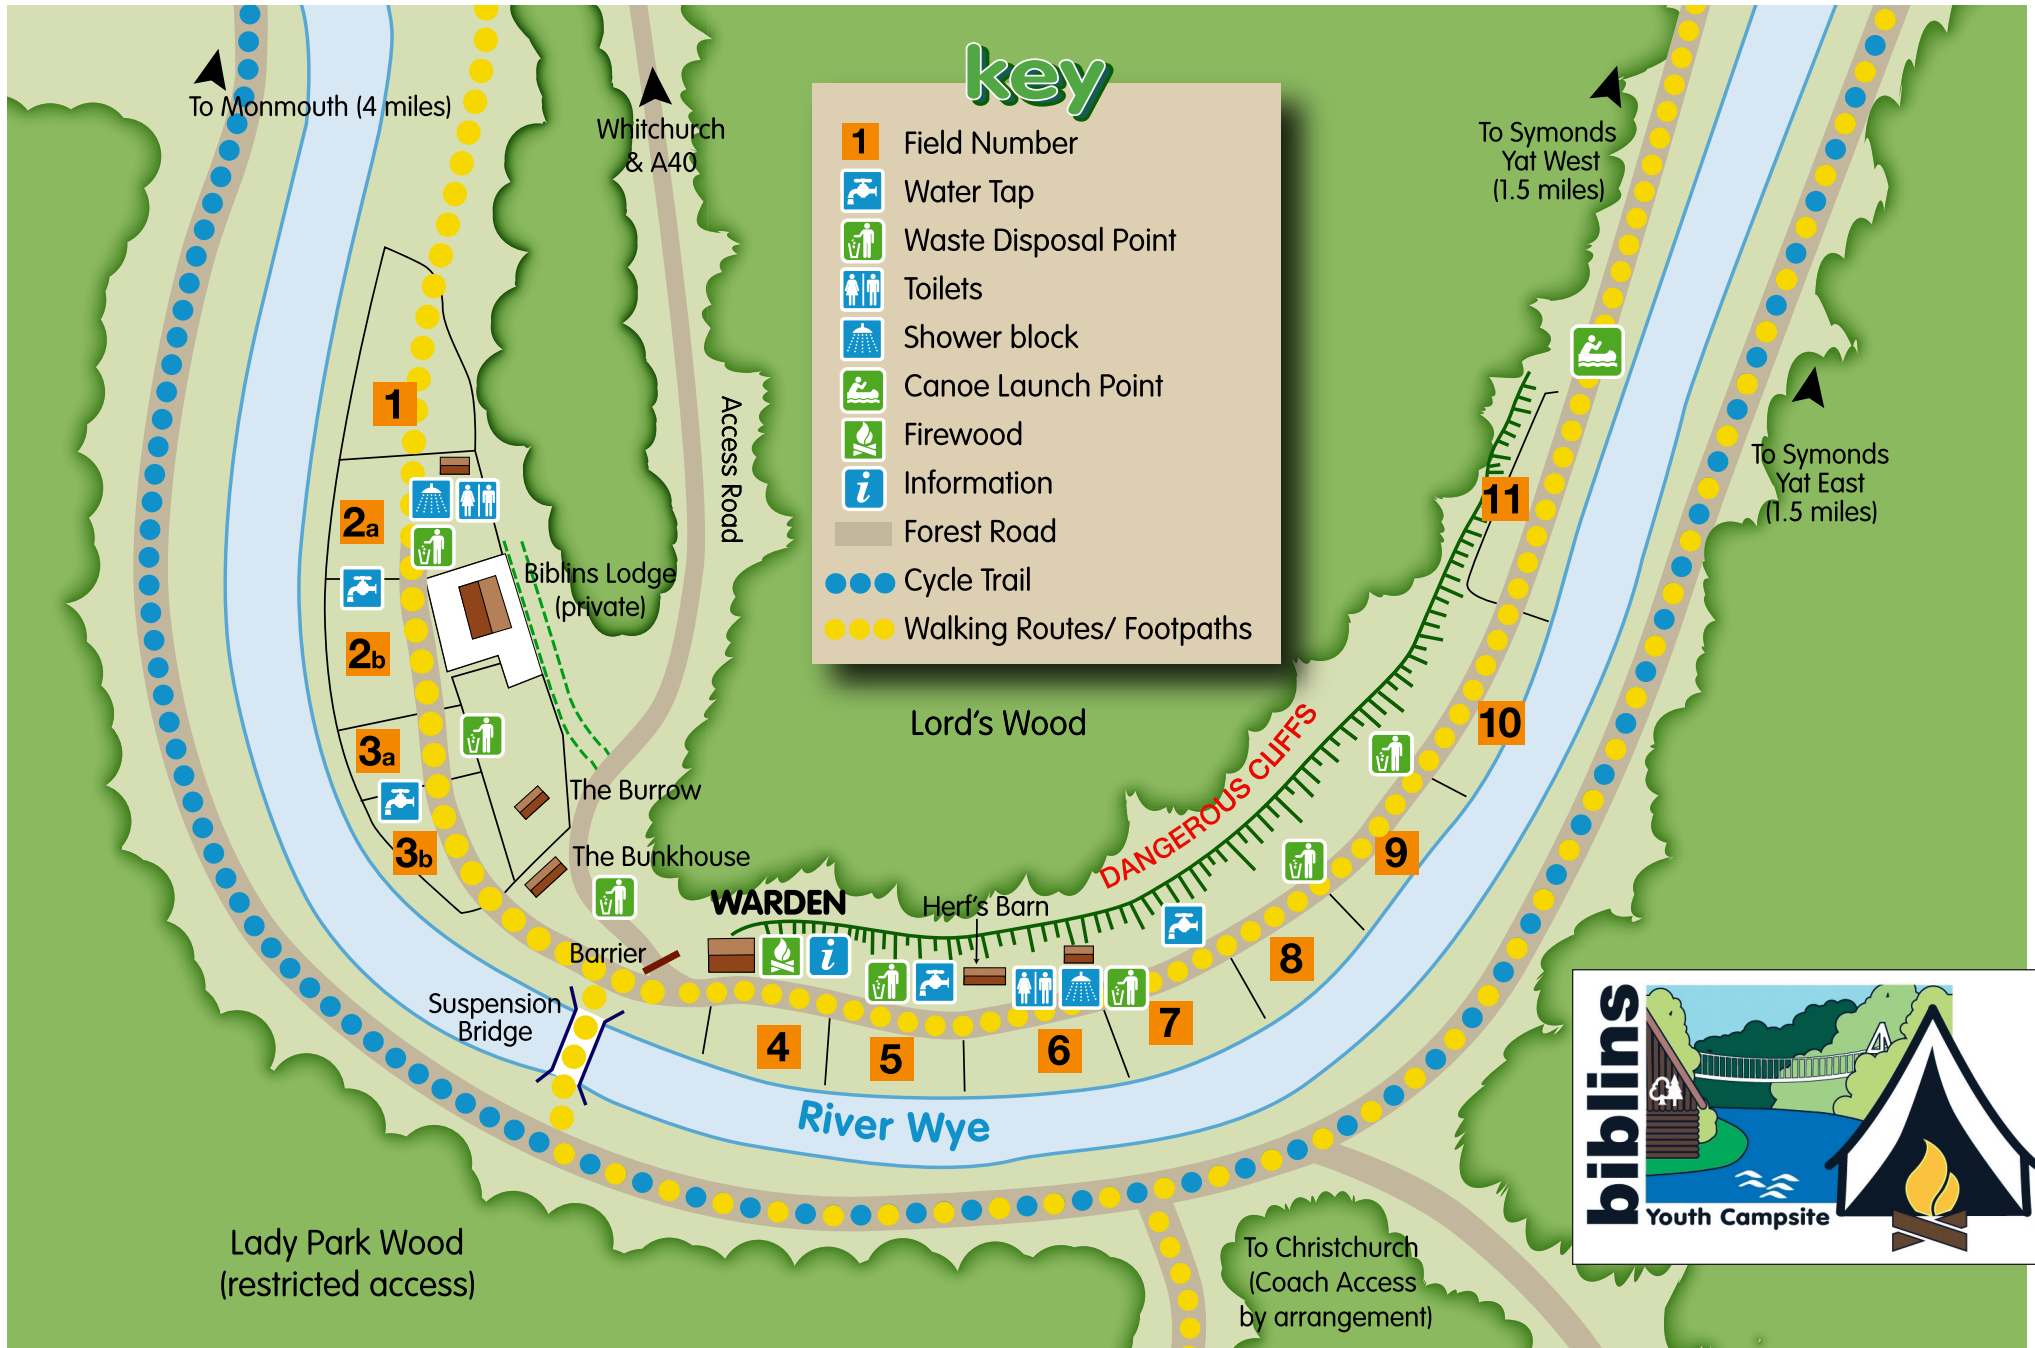 To Monmouth (4 miles)
Whitchurch
& A40
key
1 Field Number
Water Tap
Waste Disposal Point
Toilets
Shower block
Canoe Launch Point
Firewood
i Information
Forest Road
Cycle Trail
Walking Routes/ Footpaths
To Symonds
Yat West
(1.5 miles)
To Symonds
Yat East
(1.5 miles)
Access Road
1
2a
2b
3a
3b
Biblins Lodge
(private)
The Burrow
The Bunkhouse
Lord's Wood
DANGEROUS CLIFFS
11
10
9
8
7
6
5
4
WARDEN
i
Herf's Barn
Barrier
Suspension
Bridge
River Wye
Lady Park Wood
(restricted access)
To Christchurch
(Coach Access
by arrangement)
biblins
Youth Campsite